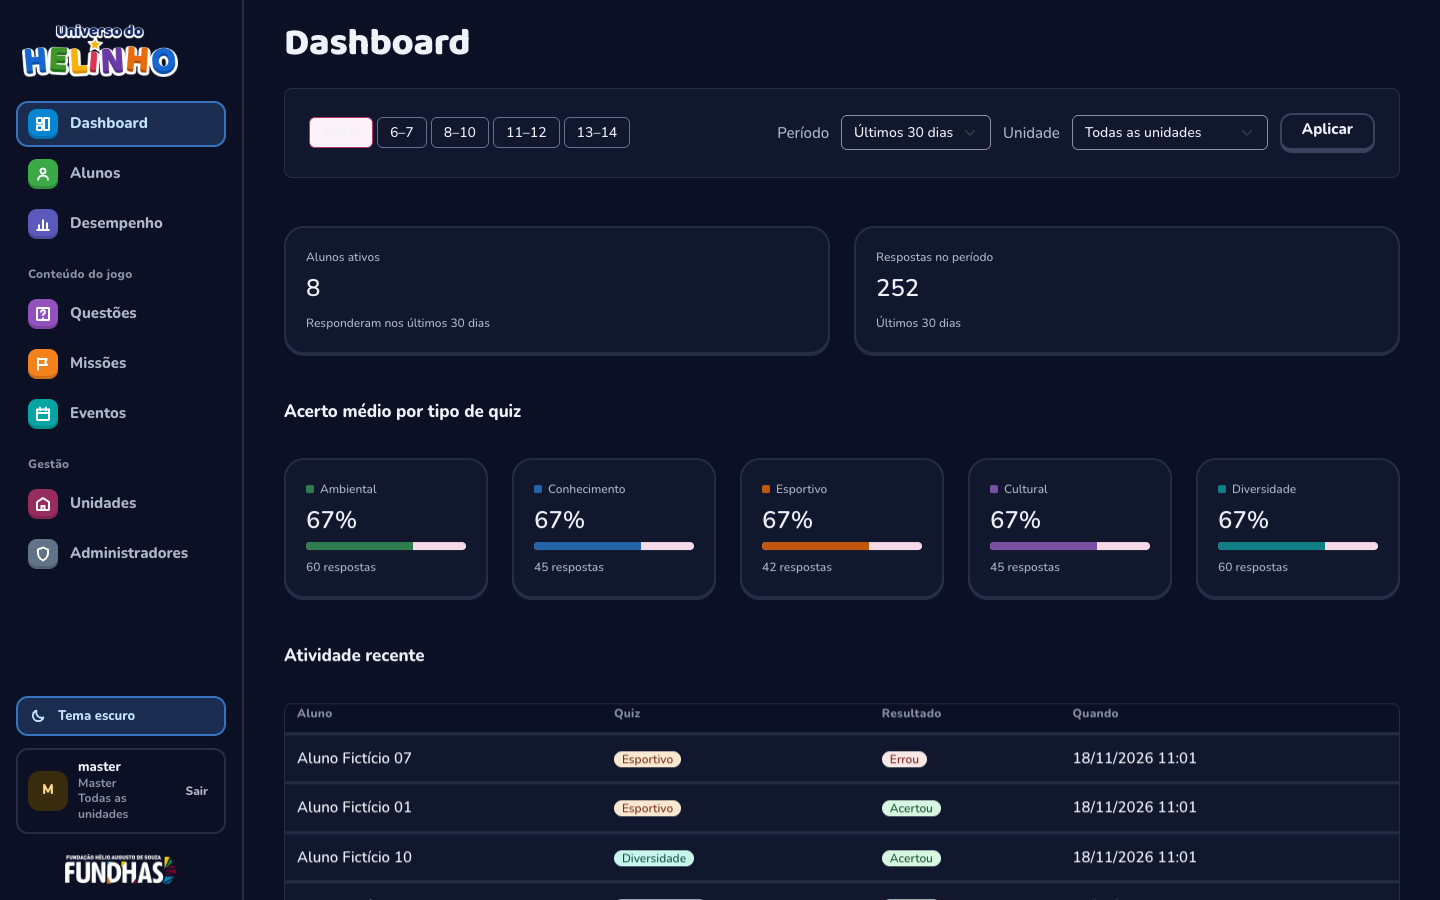 Universo do
HELINHO
Dashboard
Alunos
Desempenho
Conteúdo do jogo
Questões
Missões
Eventos
Gestão
Unidades
Administradores
Tema escuro
M
master
Master
Todas as
unidades
Sair
FUNDAÇÃO HÉLIO AUGUSTO DE SOUZA
FUNDHAS
Dashboard
6–7 8–10 11–12 13–14 Período Últimos 30 dias Unidade Todas as unidades Aplicar
Alunos ativos
8
Responderam nos últimos 30 dias
Respostas no período
252
Últimos 30 dias
Acerto médio por tipo de quiz
Ambiental
67%
60 respostas
Conhecimento
67%
45 respostas
Esportivo
67%
42 respostas
Cultural
67%
45 respostas
Diversidade
67%
60 respostas
Atividade recente
Aluno Quiz Resultado Quando
Aluno Fictício 07 Esportivo Errou 18/11/2026 11:01
Aluno Fictício 01 Esportivo Acertou 18/11/2026 11:01
Aluno Fictício 10 Diversidade Acertou 18/11/2026 11:01